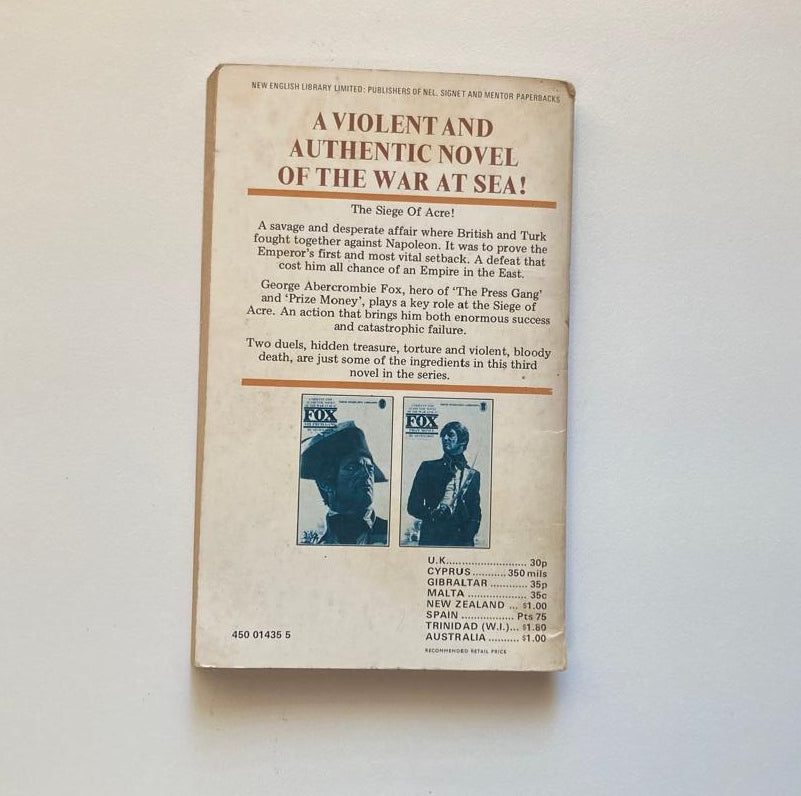 NEW ENGLISH LIBRARY LIMITED: PUBLISHERS OF NEL, SIGNET AND MENTOR PAPERBACKS
A VIOLENT AND
AUTHENTIC NOVEL
OF THE WAR AT SEA!
The Siege Of Acre!
A savage and desperate affair where British and Turk
fought together against Napoleon. It was to prove the
Emperor's first and most vital setback. A defeat that
cost him all chance of an Empire in the East.
George Abercrombie Fox, hero of 'The Press Gang'
and 'Prize Money', plays a key role at the Siege of
Acre. An action that brings him both enormous success
and catastrophic failure.
Two duels, hidden treasure, torture and violent, bloody
death, are just some of the ingredients in this third
novel in the series.
FOX
FOX
U.K.......................... 30p
CYPRUS........... 350 mils
GIBRALTAR ............ 35p
MALTA ................... 35c
NEW ZEALAND ... $1.00
SPAIN ................. Pts 75
TRINIDAD (W.I.)... $1.80
AUSTRALIA .......... $1.00
RECOMMENDED RETAIL PRICE
450 01435 5